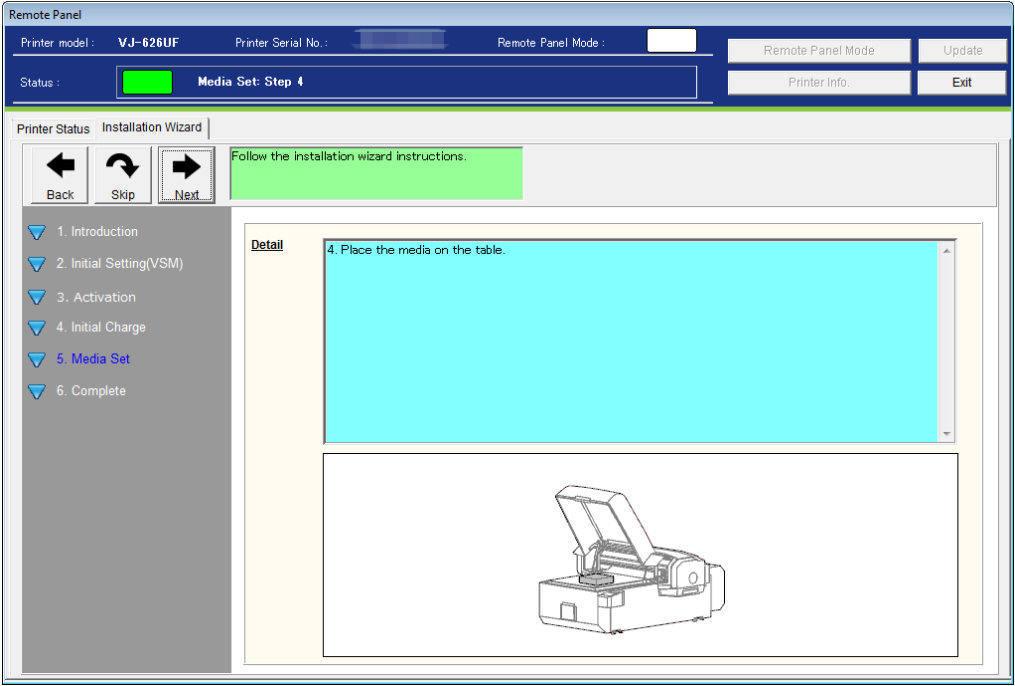 Remote Panel
Printer model : VJ-626UF Printer Serial No. : Remote Panel Mode :
Remote Panel Mode Update
Status : Media Set: Step 4
Printer Info. Exit
Printer Status Installation Wizard
Back Skip Next
Follow the installation wizard instructions.
1. Introduction
2. Initial Setting(VSM)
3. Activation
4. Initial Charge
5. Media Set
6. Complete
Detail
4. Place the media on the table.